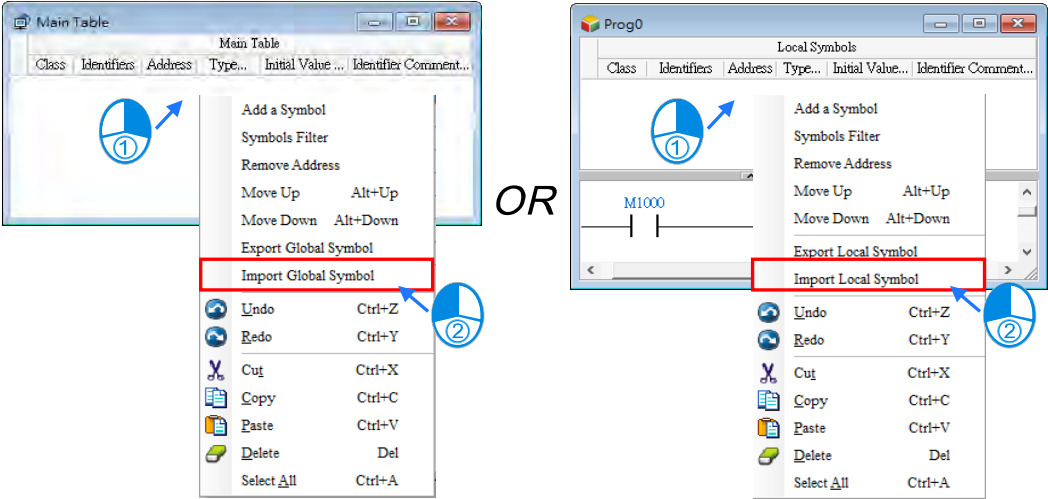 Main Table
Main Table
Class Identifiers Address Type... Initial Value ... Identifier Comment...
①
Add a Symbol
Symbols Filter
Remove Address
Move Up Alt+Up
Move Down Alt+Down
Export Global Symbol
Import Global Symbol
②
Undo Ctrl+Z
Redo Ctrl+Y
Cut Ctrl+X
Copy Ctrl+C
Paste Ctrl+V
Delete Del
Select All Ctrl+A
OR
Prog0
Local Symbols
Class Identifiers Address Type... Initial Value... Identifier Comment...
①
M1000
Add a Symbol
Symbols Filter
Remove Address
Move Up Alt+Up
Move Down Alt+Down
Export Local Symbol
Import Local Symbol
②
Undo Ctrl+Z
Redo Ctrl+Y
Cut Ctrl+X
Copy Ctrl+C
Paste Ctrl+V
Delete Del
Select All Ctrl+A